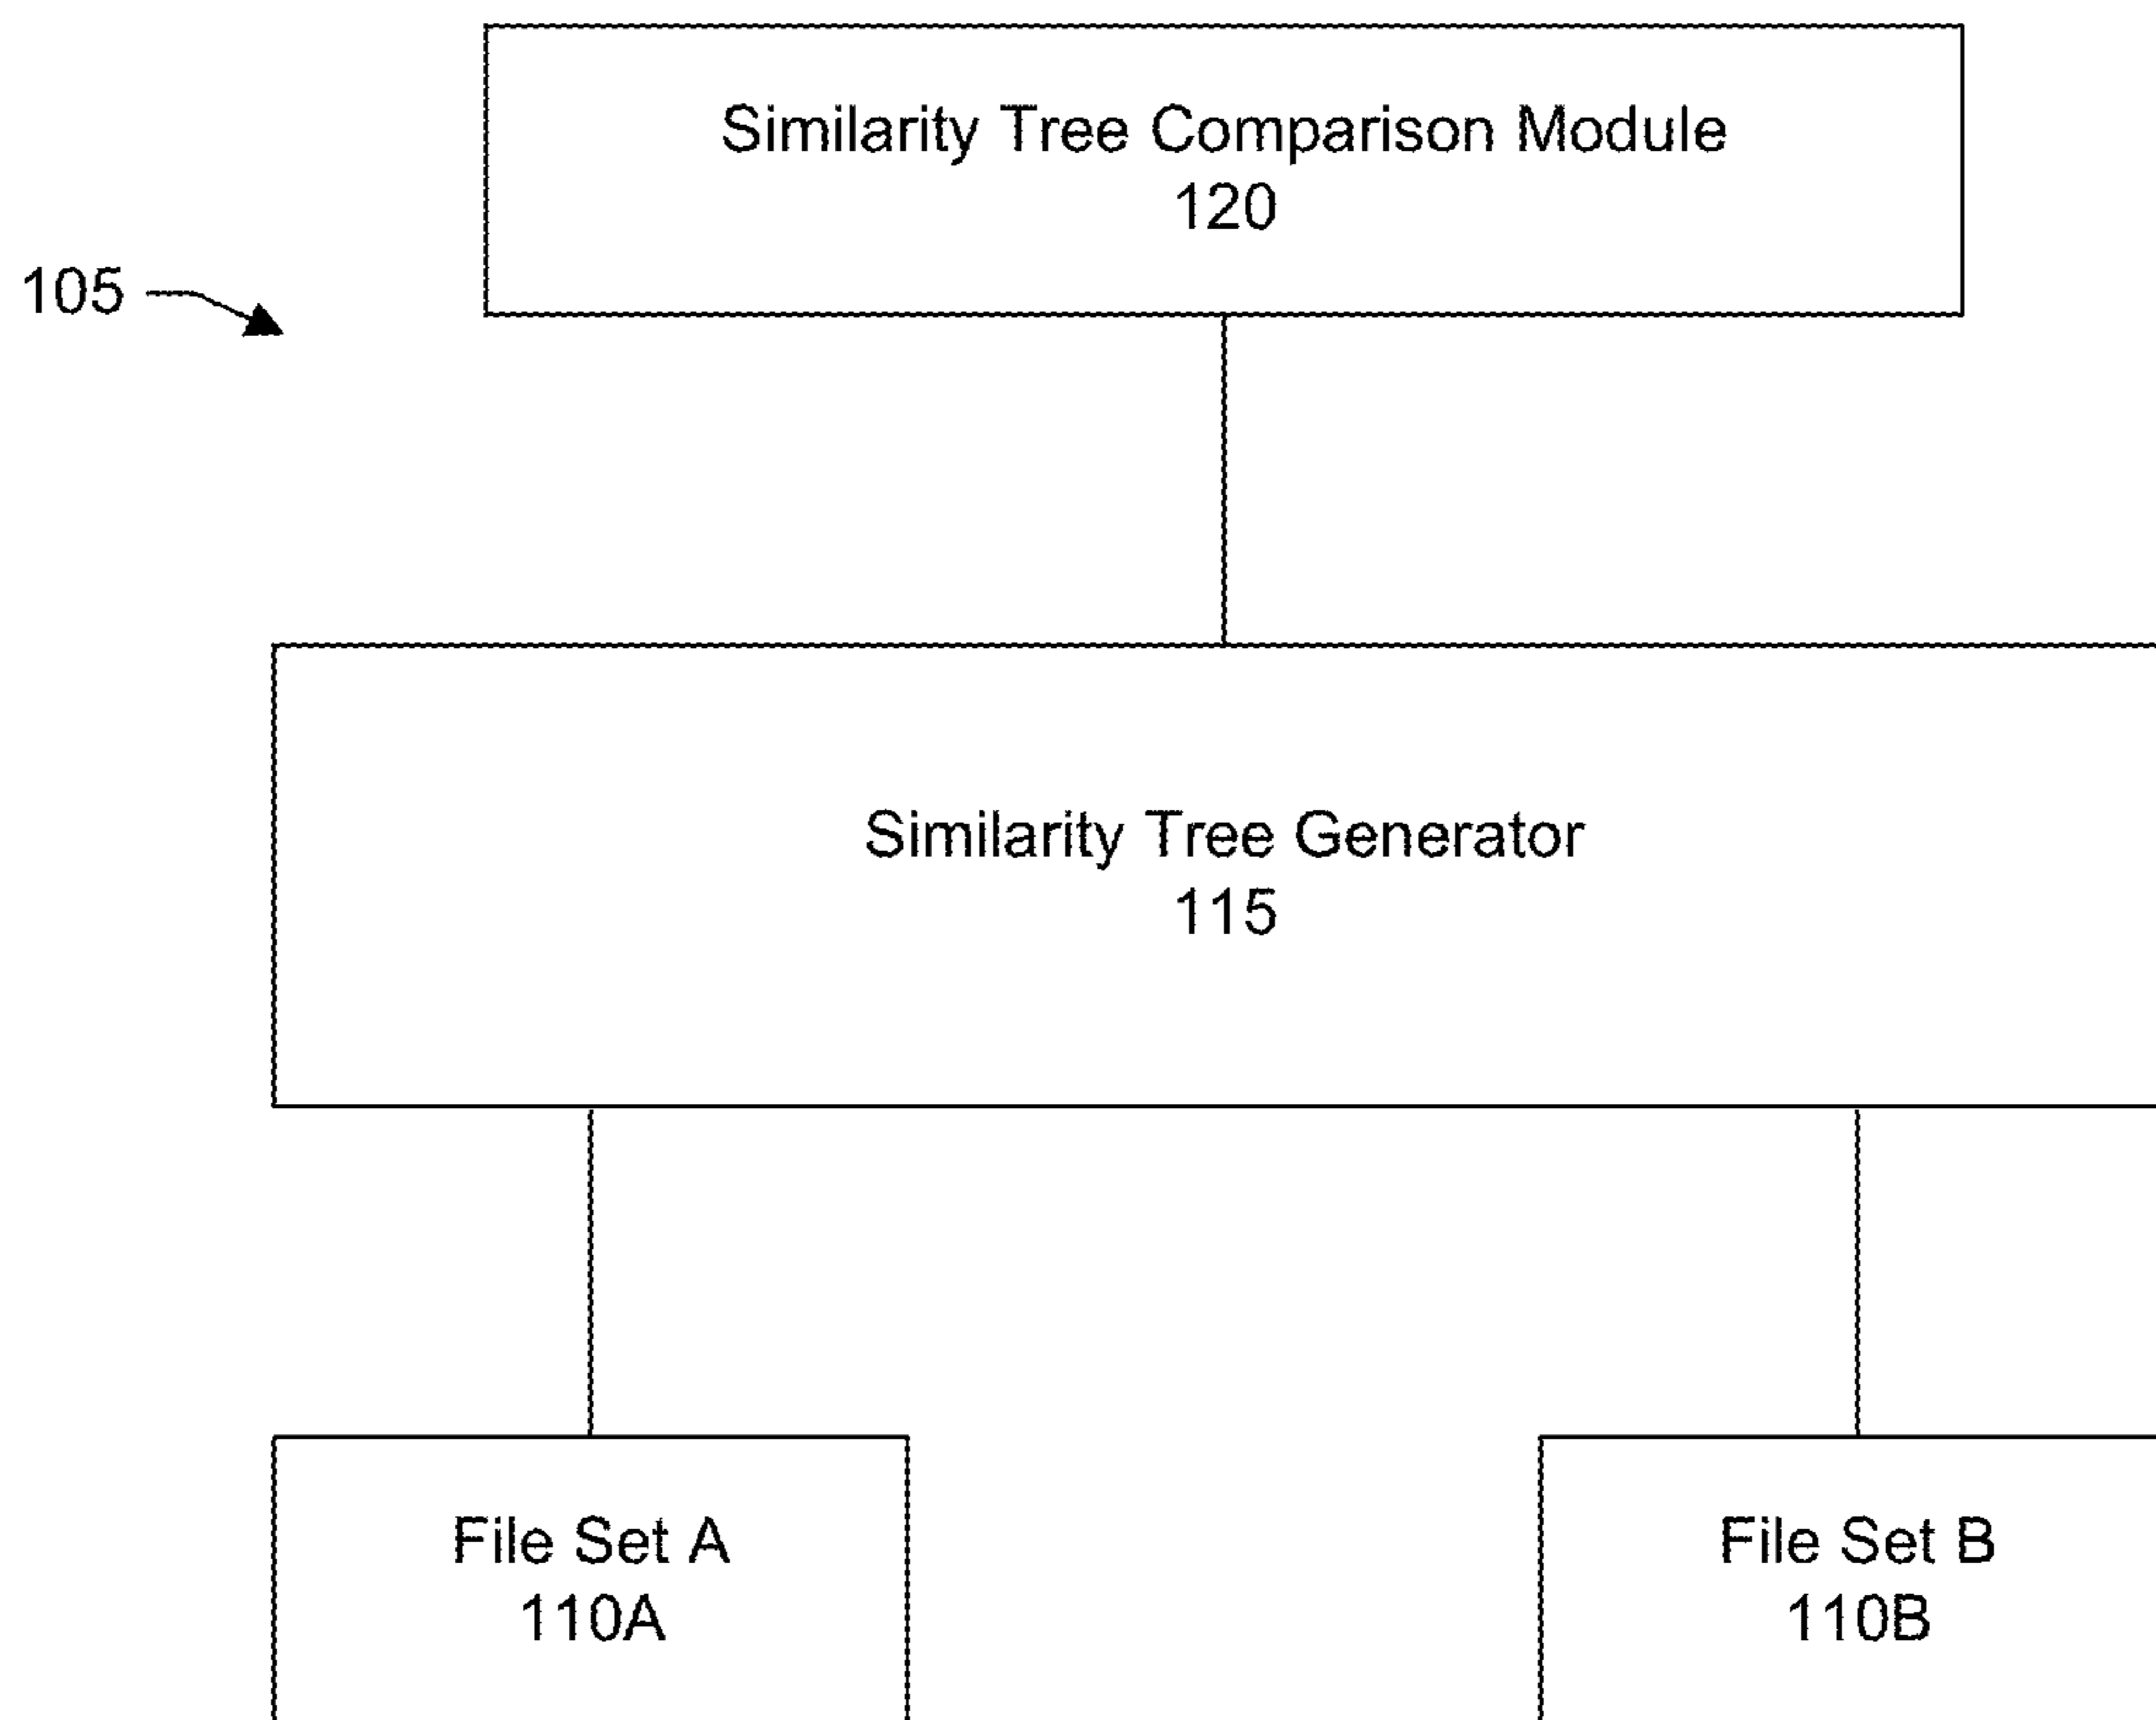 Similarity Tree Comparison Module
120
105
Similarity Tree Generator
115
File Set A
110A
File Set B
110B